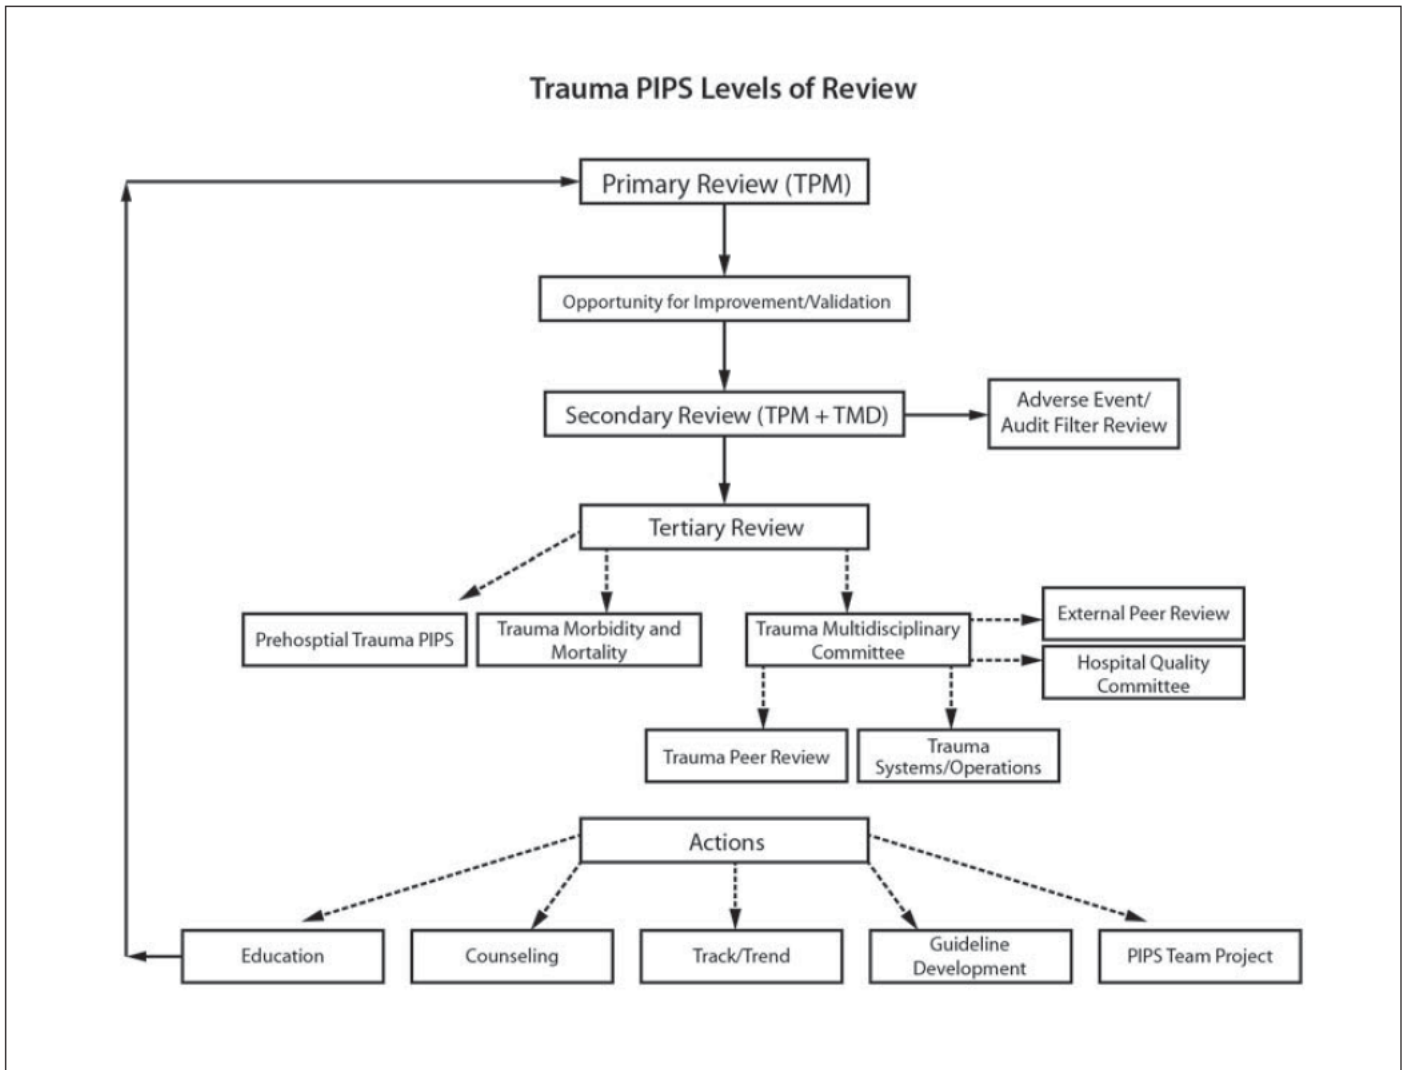 Trauma PIPS Levels of Review
Primary Review (TPM)
Opportunity for Improvement/Validation
Secondary Review (TPM + TMD)
Adverse Event/
Audit Filter Review
Tertiary Review
Prehosptial Trauma PIPS
Trauma Morbidity and
Mortality
Trauma Multidisciplinary
Committee
External Peer Review
Hospital Quality
Committee
Trauma Peer Review
Trauma
Systems/Operations
Actions
Education
Counseling
Track/Trend
Guideline
Development
PIPS Team Project